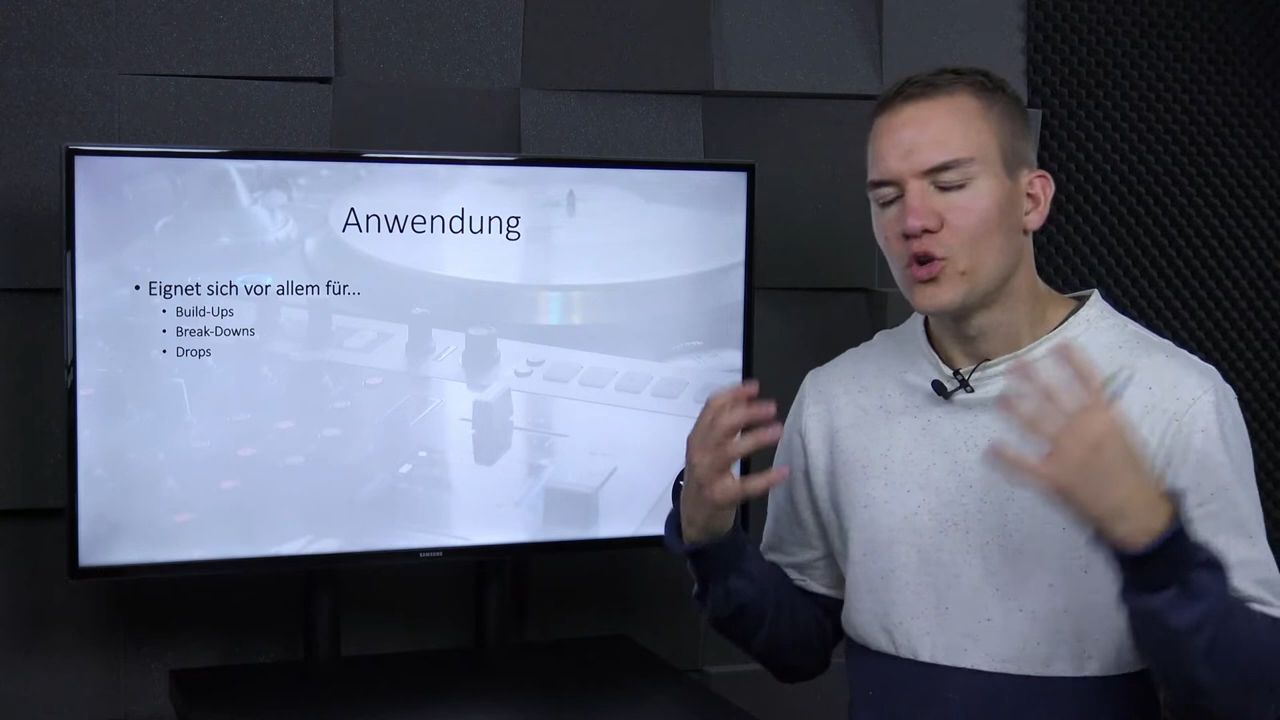 Anwendung
• Eignet sich vor allem für...
• Build-Ups
• Break-Downs
• Drops
SAMSUNG